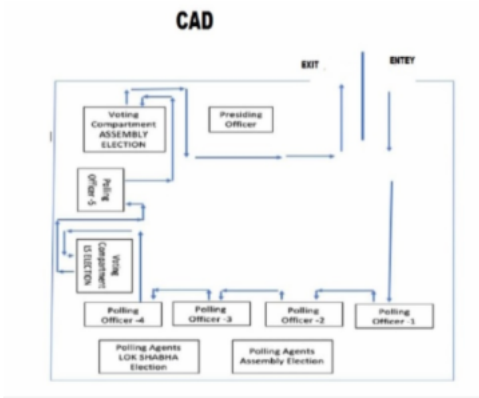 CAD
EXIT
ENTEY
Voting
Compartment
ASSEMBLY
ELECTION
Presiding
Officer
Polling
Officer -5
Voting
Compartment
LS ELECTION
Polling
Officer -4
Polling
Officer -3
Polling
Officer -2
Polling
Officer -1
Polling Agents
LOK SHABHA
Election
Polling Agents
Assembly Election